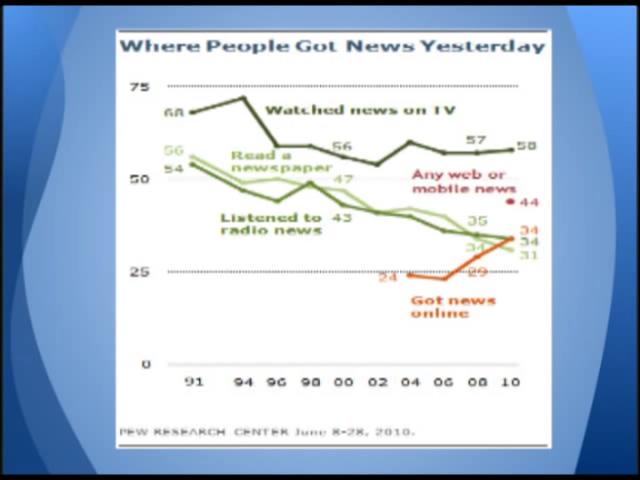 Where People Got News Yesterday
75
68
Watched news on TV
56
57
58
56
Read a
newspaper
54
50
47
Any web or
mobile news
44
Listened to
radio news
43
35
34
34
34
31
25
24
29
Got news
online
0
91 94 96 98 00 02 04 06 08 10
PEW RESEARCH CENTER June 8-28, 2010.